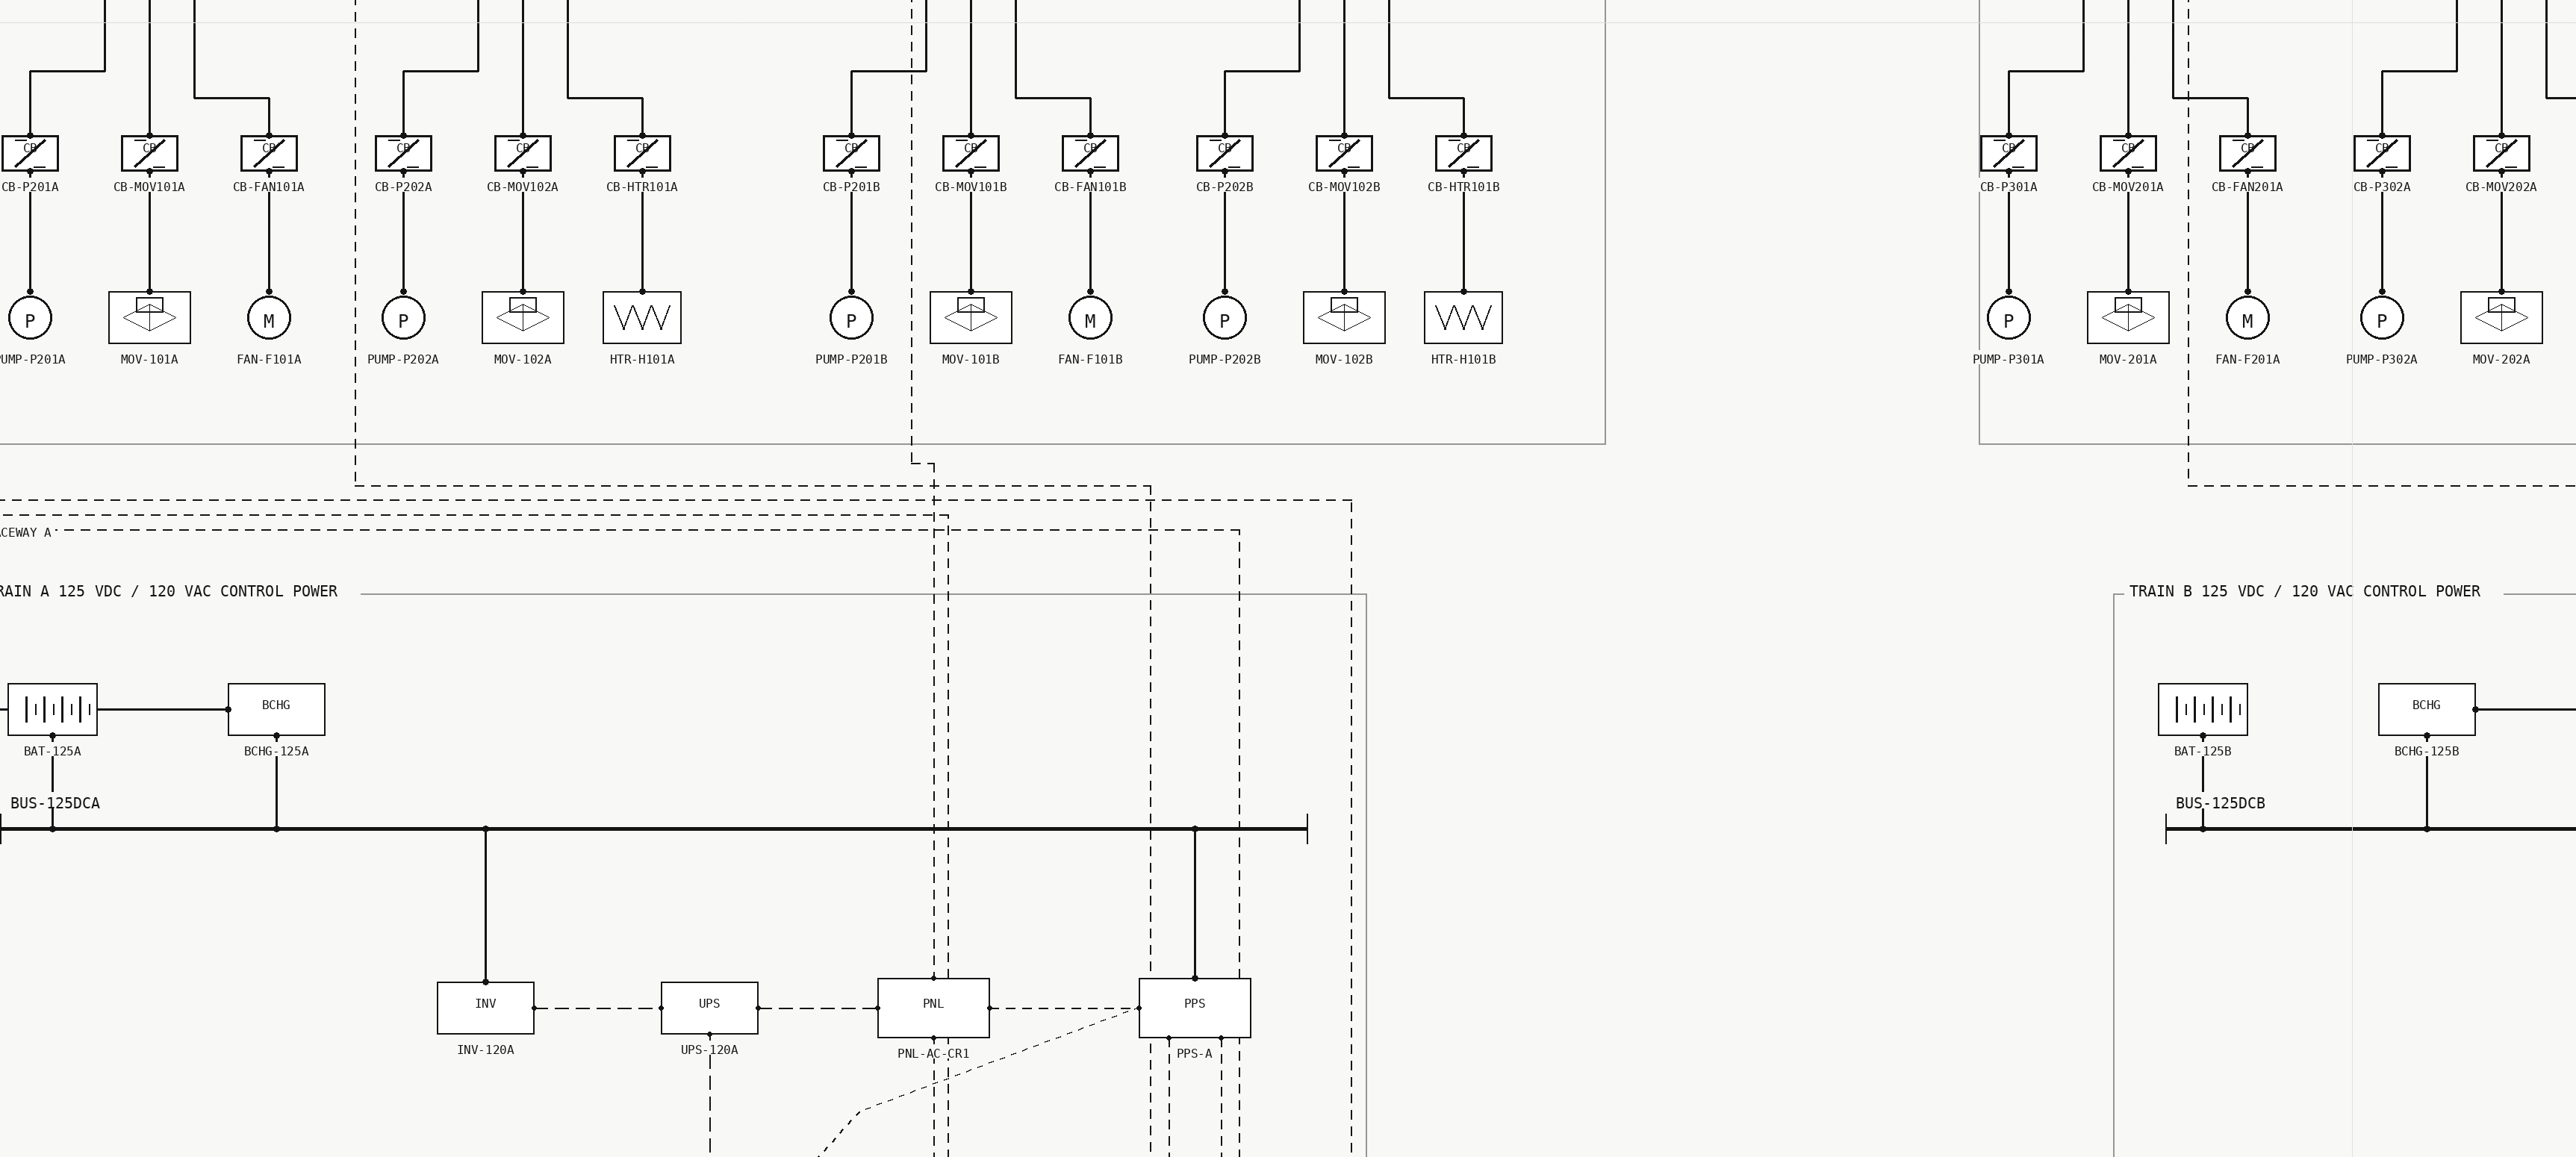 CB CB CB CB CB CB CB CB CB CB CB CB CB CB CB CB CB
CB-P201A CB-MOV101A CB-FAN101A CB-P202A CB-MOV102A CB-HTR101A CB-P201B CB-MOV101B CB-FAN101B CB-P202B CB-MOV102B CB-HTR101B CB-P301A CB-MOV201A CB-FAN201A CB-P302A CB-MOV202A
P M P P M P P M P
PUMP-P201A MOV-101A FAN-F101A PUMP-P202A MOV-102A HTR-H101A PUMP-P201B MOV-101B FAN-F101B PUMP-P202B MOV-102B HTR-H101B PUMP-P301A MOV-201A FAN-F201A PUMP-P302A MOV-202A
CEWAY A
RAIN A 125 VDC / 120 VAC CONTROL POWER TRAIN B 125 VDC / 120 VAC CONTROL POWER
BCHG BCHG
BAT-125A BCHG-125A BAT-125B BCHG-125B
BUS-125DCA BUS-125DCB
INV UPS PNL PPS
INV-120A UPS-120A PNL-AC-CR1 PPS-A